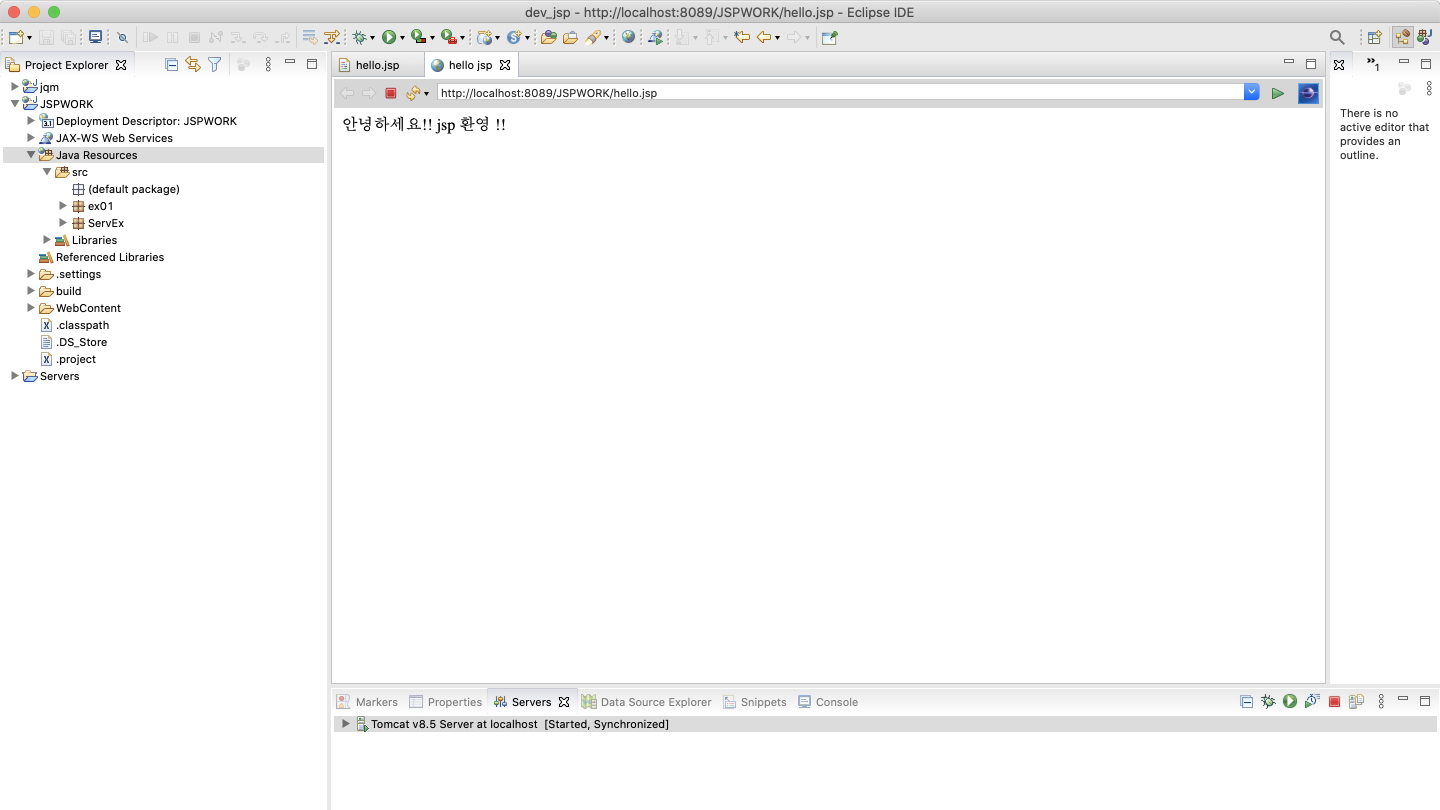 dev_jsp - http://localhost:8089/JSPWORK/hello.jsp - Eclipse IDE
Project Explorer
jqm
JSPWORK
3.1 Deployment Descriptor: JSPWORK
JAX-WS Web Services
Java Resources
src
(default package)
ex01
ServEx
Libraries
Referenced Libraries
.settings
build
WebContent
X .classpath
.DS_Store
X .project
Servers
hello.jsp
hello jsp
http://localhost:8089/JSPWORK/hello.jsp
안녕하세요!! jsp 환영 !!
»1
There is no
active editor that
provides an
outline.
Markers
Properties
Servers
Data Source Explorer
Snippets
Console
Tomcat v8.5 Server at localhost [Started, Synchronized]